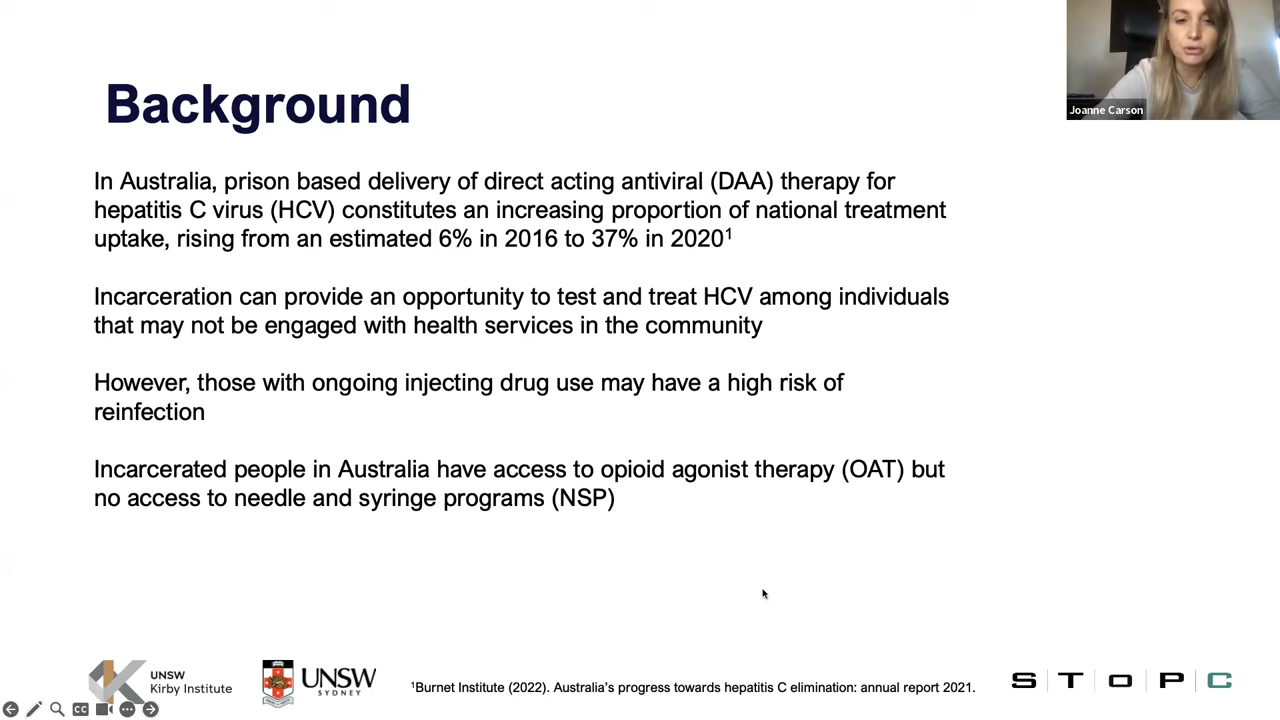 Joanne Carson
Background
In Australia, prison based delivery of direct acting antiviral (DAA) therapy for
hepatitis C virus (HCV) constitutes an increasing proportion of national treatment
uptake, rising from an estimated 6% in 2016 to 37% in 2020¹
Incarceration can provide an opportunity to test and treat HCV among individuals
that may not be engaged with health services in the community
However, those with ongoing injecting drug use may have a high risk of
reinfection
Incarcerated people in Australia have access to opioid agonist therapy (OAT) but
no access to needle and syringe programs (NSP)
UNSW
Kirby Institute
UNSW
SYDNEY
¹Burnet Institute (2022). Australia's progress towards hepatitis C elimination: annual report 2021.
S T O P C
CC